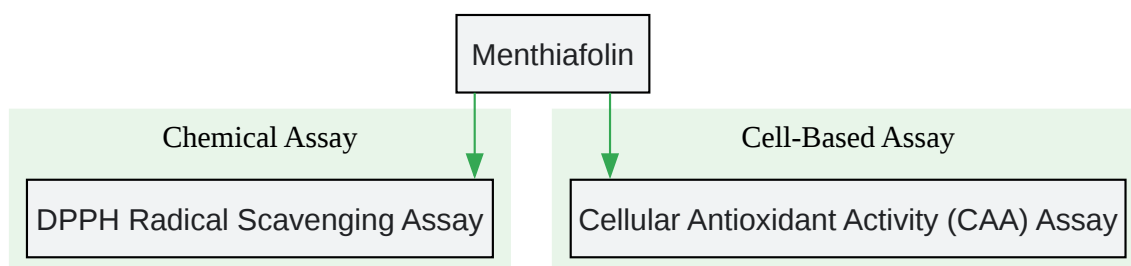 Menthiafolin
Chemical Assay
Cell-Based Assay
DPPH Radical Scavenging Assay
Cellular Antioxidant Activity (CAA) Assay